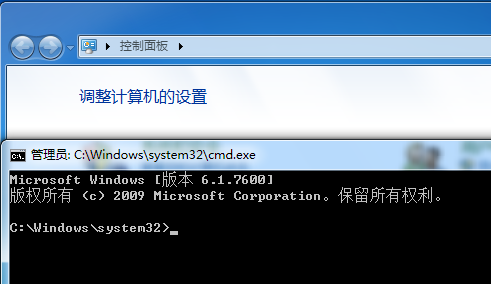 控制面板
调整计算机的设置
管理员: C:\Windows\system32\cmd.exe
Microsoft Windows [版本 6.1.7600]
版权所有 (c) 2009 Microsoft Corporation。保留所有权利。
C:\Windows\system32>_